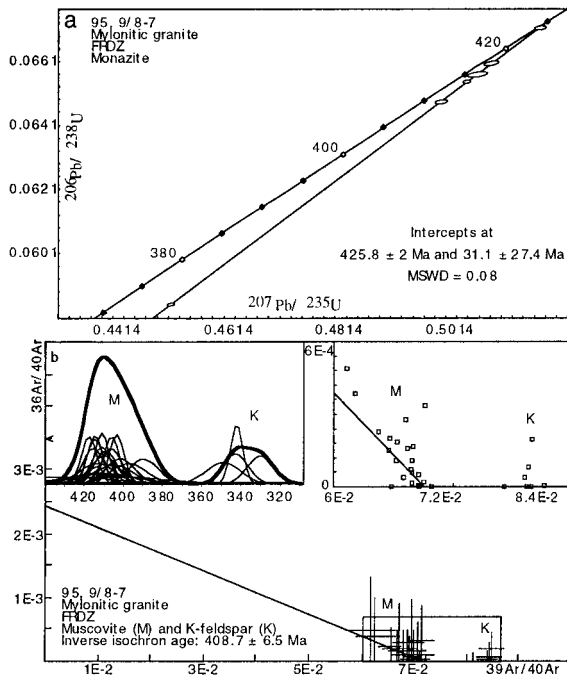 a
95, 9/8-7
Mylonitic granite
FRDZ
Monazite
420
0.0661
206Pb/ 238U
0.0641
400
0.0621
Intercepts at
0.0601
380
425.8 ± 2 Ma and 31.1 ± 27.4 Ma
MSWD = 0.08
207Pb/ 235U
0.4414
0.4614
0.4814
0.5014
b
36Ar/40Ar
M
K
3E-3
420
400
380
360
340
320
6E-4
M
K
0
6E-2
7.2E-2
8.4E-2
2E-3
1E-3
95, 9/8-7
Mylonitic granite
FRDZ
Muscovite (M) and K-feldspar (K)
Inverse isochron age: 408.7 ± 6.5 Ma
M
K
1E-2
3E-2
5E-2
7E-2
39Ar/40Ar